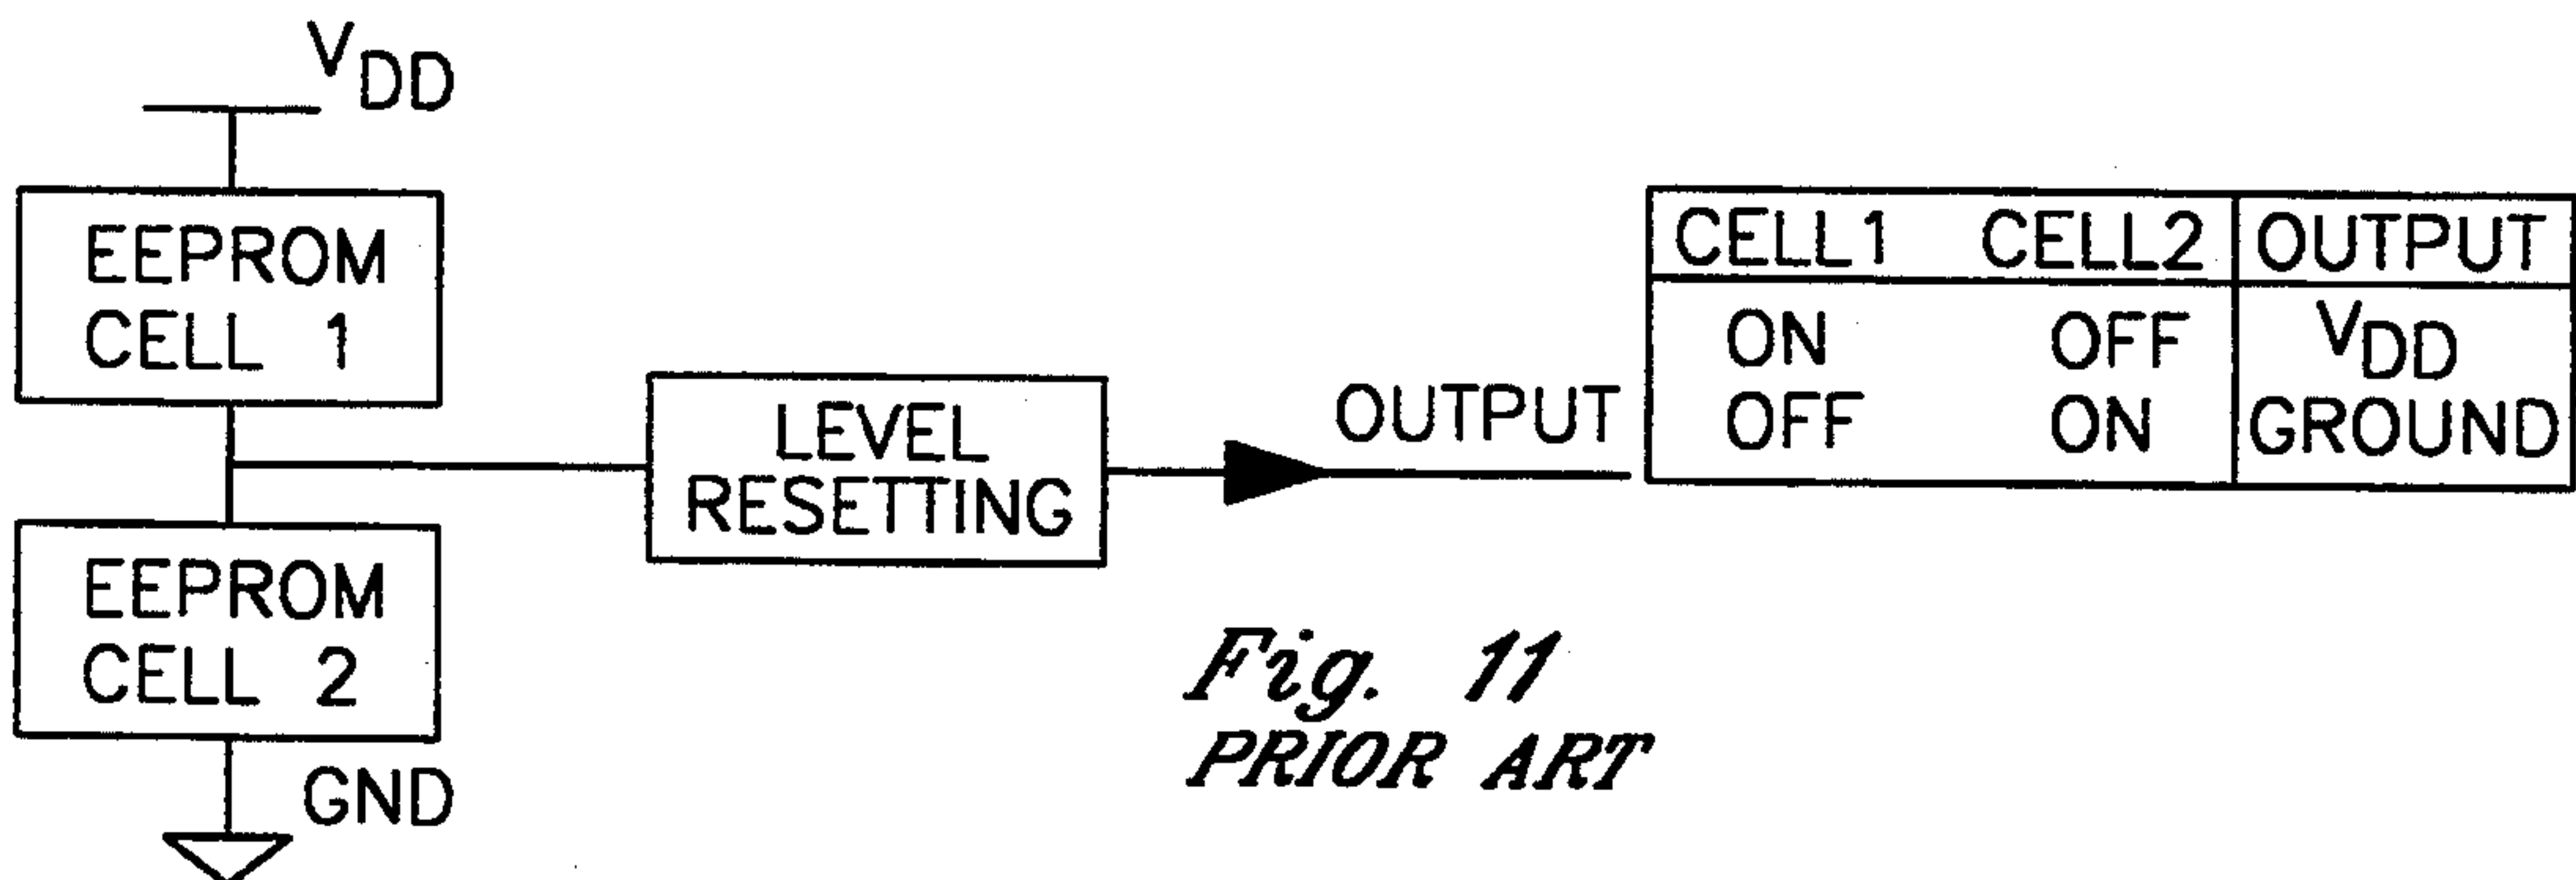 VDD
EEPROM
CELL 1
EEPROM
CELL 2
GND
LEVEL
RESETTING
OUTPUT
CELL1 CELL2 OUTPUT
ON OFF VDD
OFF ON GROUND
Fig. 11
PRIOR ART